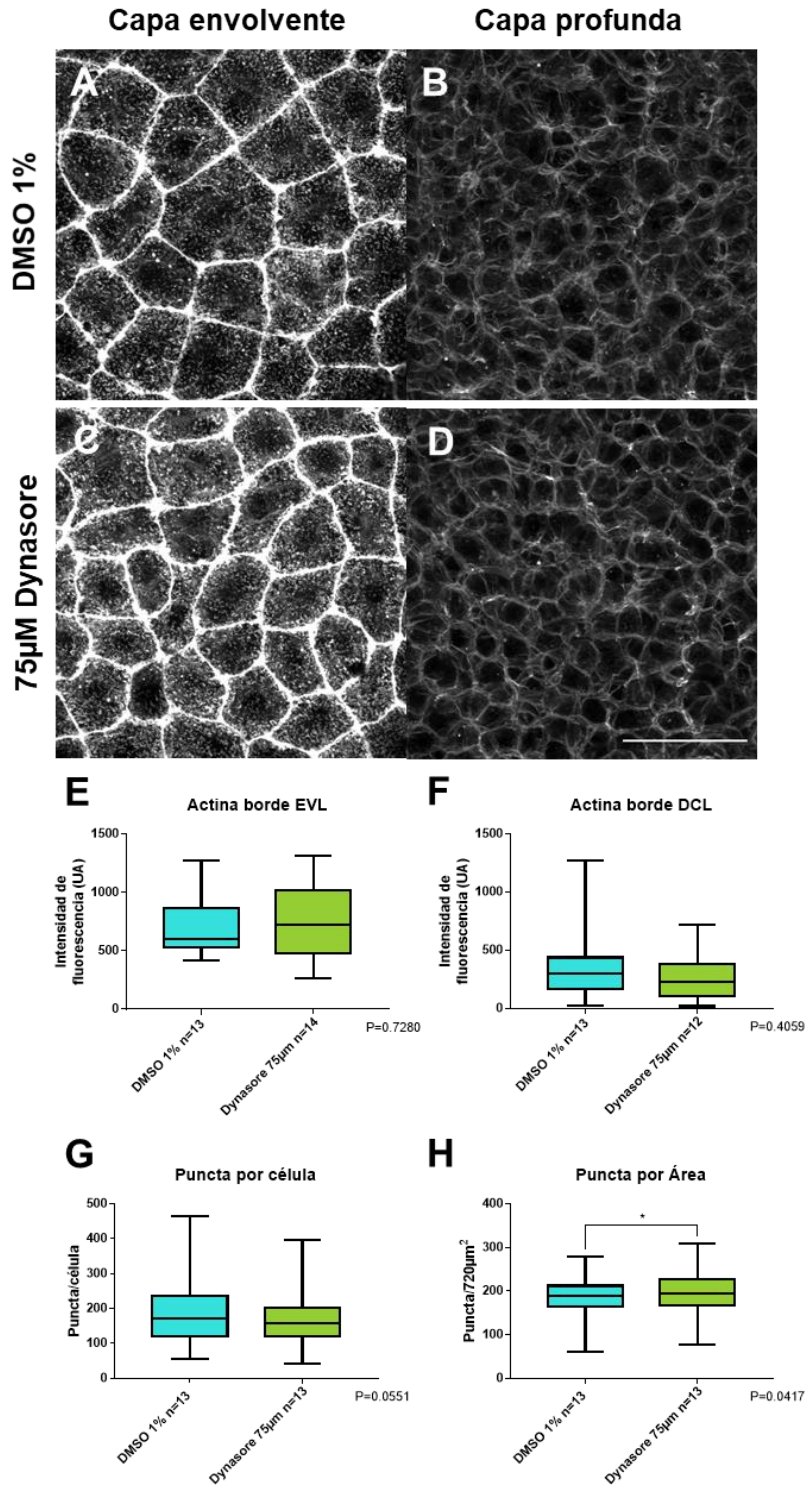 Capa envolvente
Capa profunda
DMSO 1%
A
B
75µM Dynasore
C
D
E
Actina borde EVL
Intensidad de
fluorescencia (UA)
1500
1000
500
0
DMSO 1% n=13
Dynasore 75µm n=14
P=0.7280
F
Actina borde DCL
Intensidad de
fluorescencia (UA)
1500
1000
500
0
DMSO 1% n=13
Dynasore 75µm n=12
P=0.4059
G
Puncta por célula
Puncta/célula
500
400
300
200
100
0
DMSO 1% n=13
Dynasore 75µm n=13
P=0.0551
H
Puncta por Área
Puncta/720µm²
400
300
200
100
0
*
DMSO 1% n=13
Dynasore 75µm n=13
P=0.0417